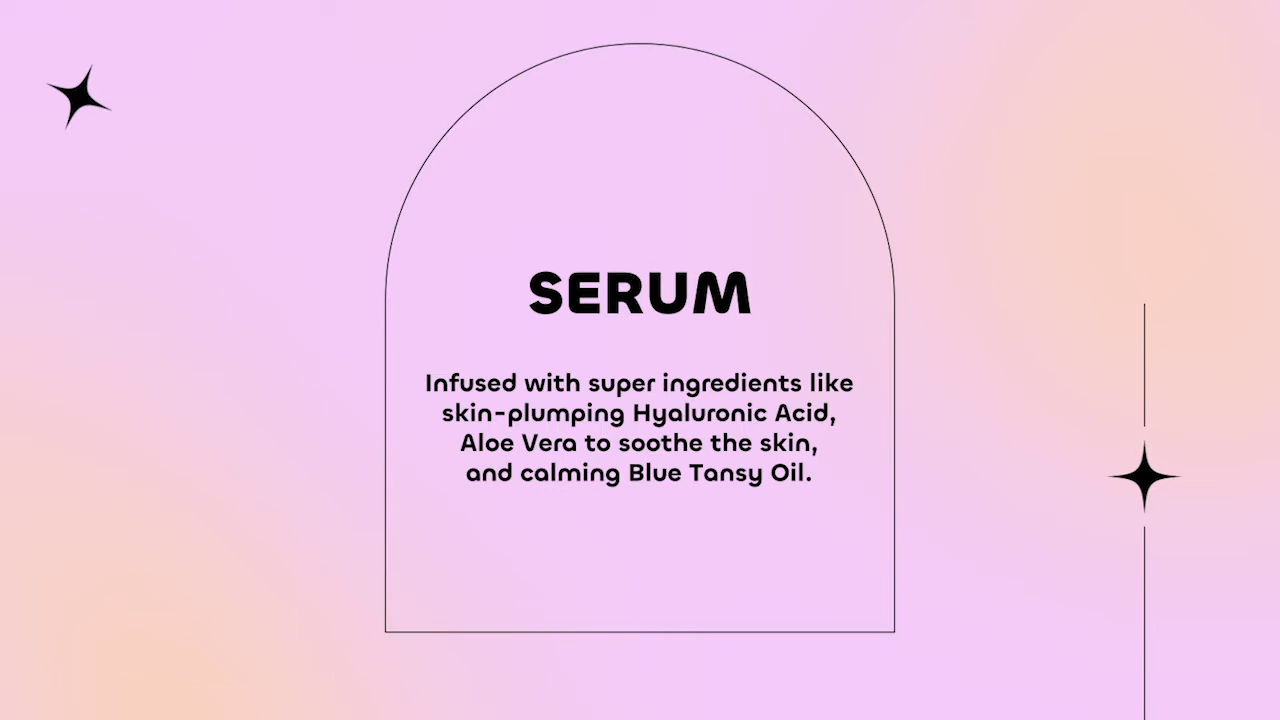 SERUM
Infused with super ingredients like
skin-plumping Hyaluronic Acid,
Aloe Vera to soothe the skin,
and calming Blue Tansy Oil.